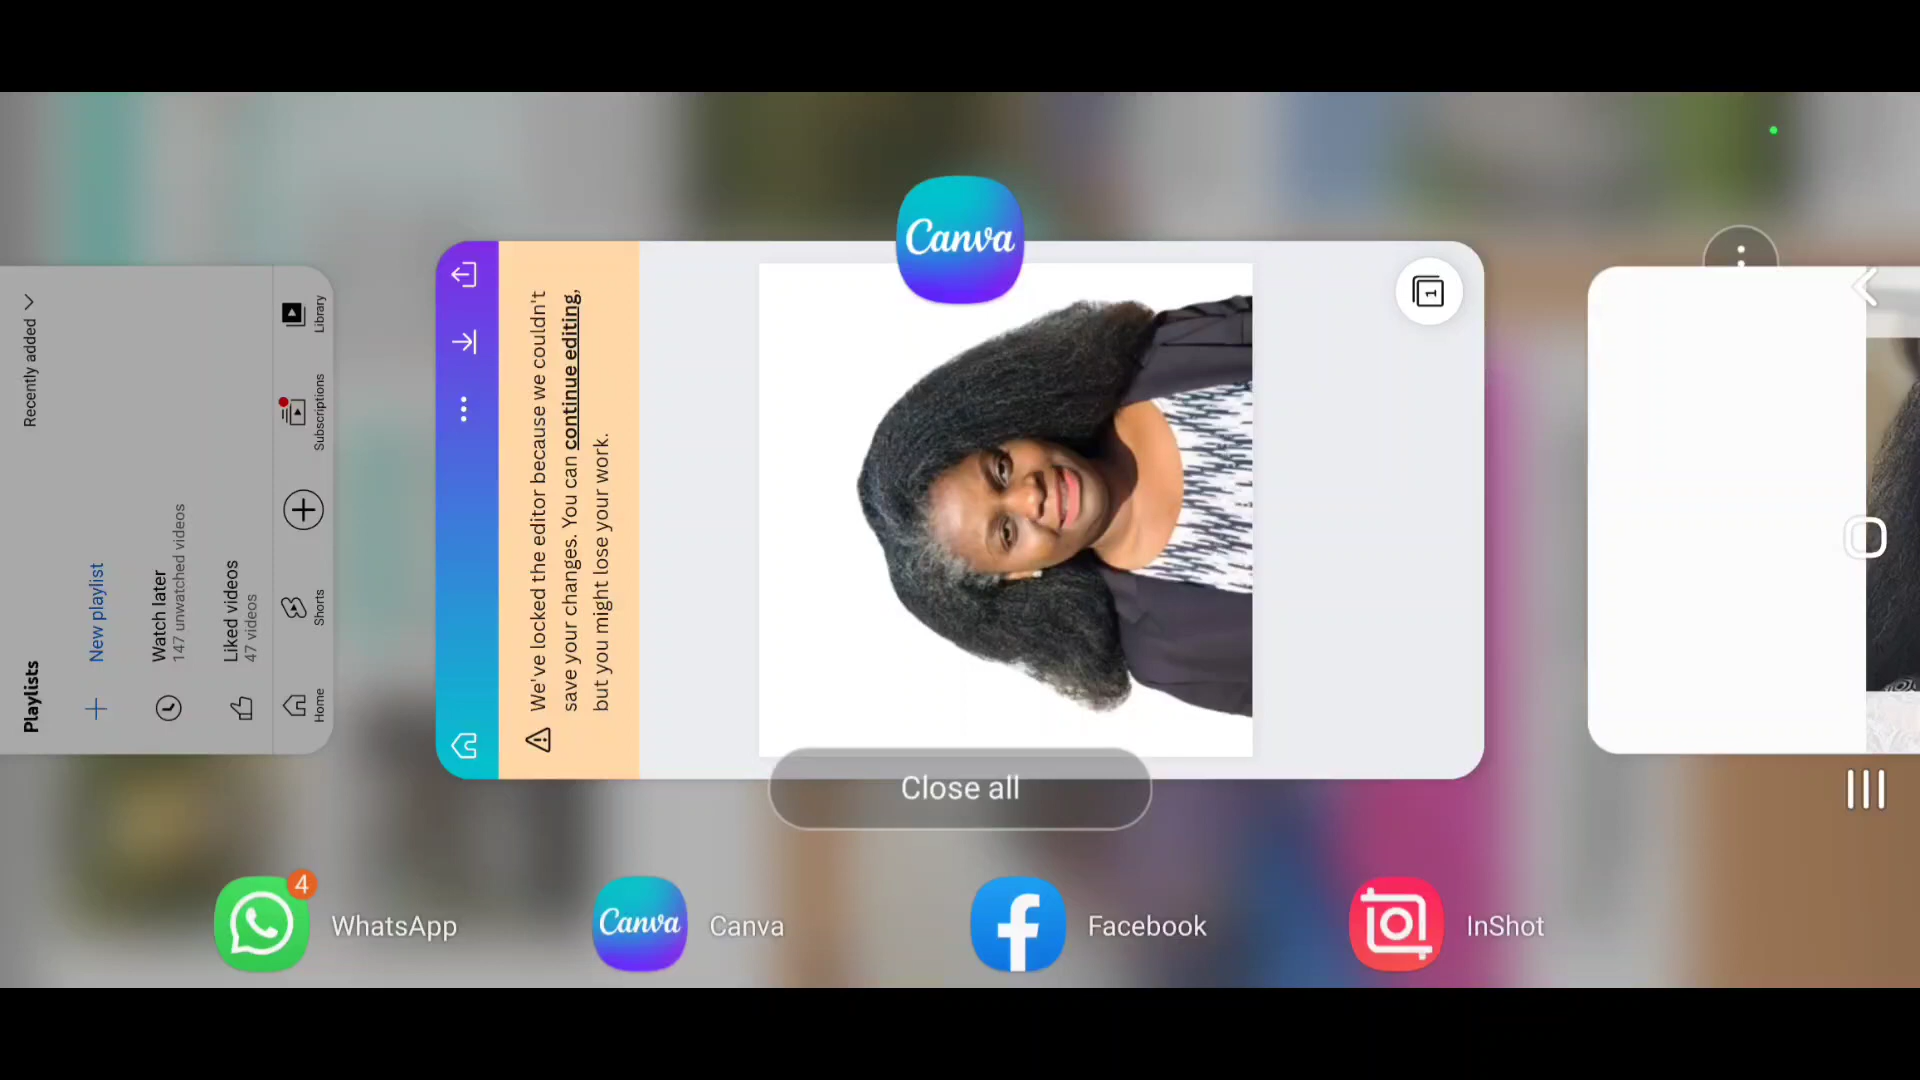 Canva
Playlists
Recently added
New playlist
Watch later
147 unwatched videos
Liked videos
47 videos
Home
Shorts
Subscriptions
Library
We've locked the editor because we couldn't
save your changes. You can continue editing,
but you might lose your work.
1
Close all
4
WhatsApp
Canva
Canva
Facebook
InShot